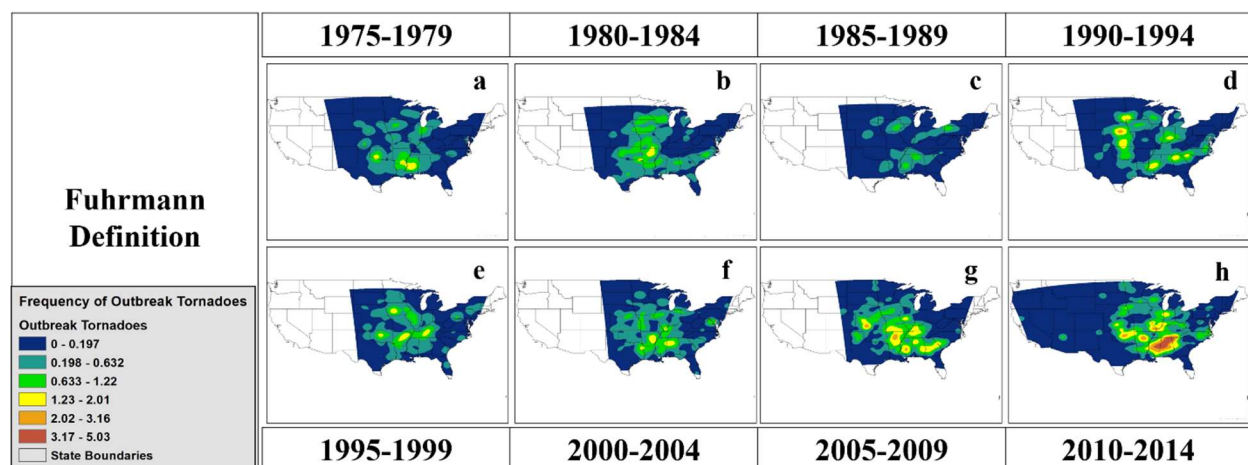 1975-1979
1980-1984
1985-1989
1990-1994
a
b
c
d
Fuhrmann
Definition
e
f
g
h
Frequency of Outbreak Tornadoes
Outbreak Tornadoes
0 - 0.197
0.198 - 0.632
0.633 - 1.22
1.23 - 2.01
2.02 - 3.16
3.17 - 5.03
State Boundaries
1995-1999
2000-2004
2005-2009
2010-2014